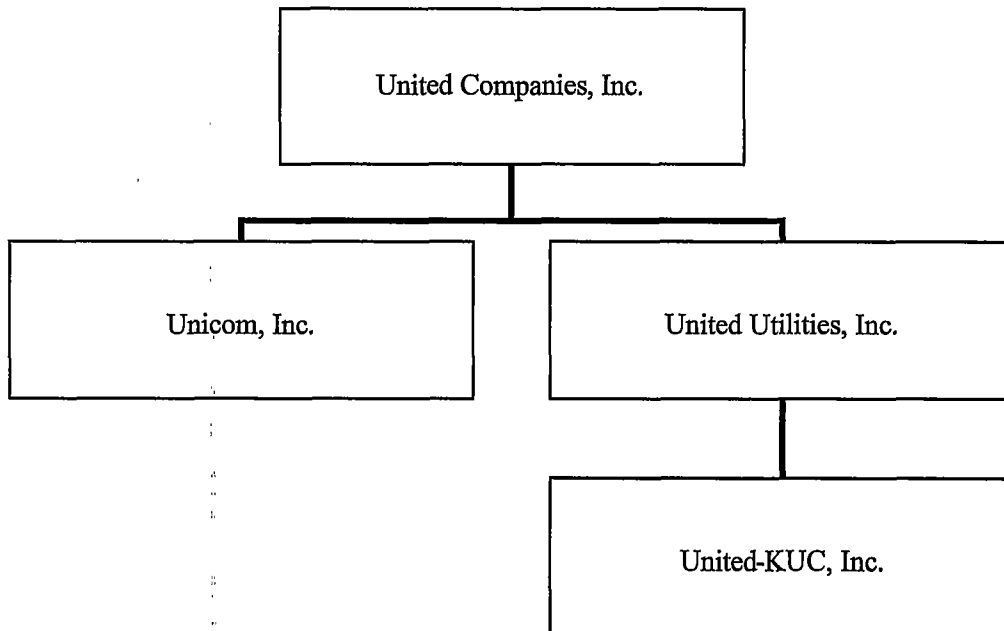 United Companies, Inc.
Unicom, Inc.
United Utilities, Inc.
United-KUC, Inc.